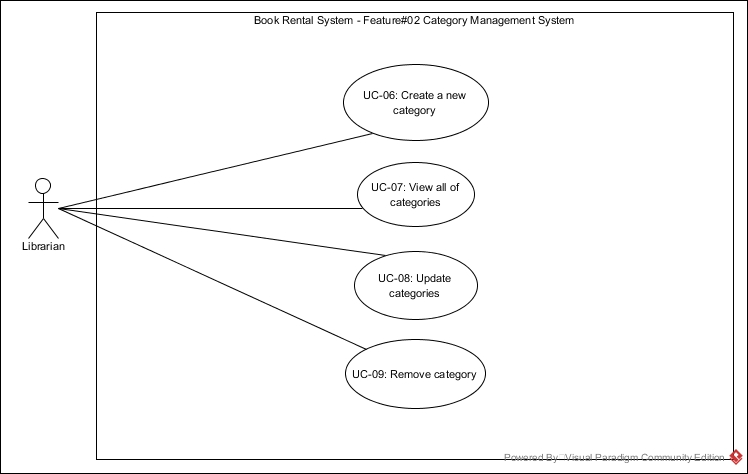 Book Rental System - Feature#02 Category Management System
UC-06: Create a new
category
UC-07: View all of
categories
Librarian
UC-08: Update
categories
UC-09: Remove category
Powered By Visual Paradigm Community Edition